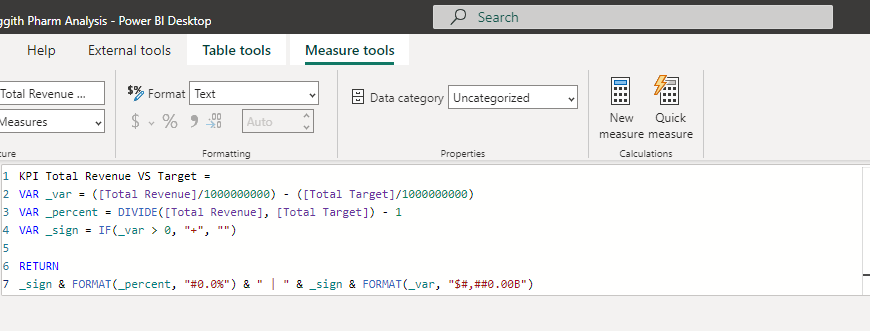 ggith Pharm Analysis - Power BI Desktop
Search
Help External tools Table tools Measure tools
Total Revenue ... $% Format Text Data category Uncategorized New measure Quick measure
Measures $ % 9 .00 Auto
ure Formatting Properties Calculations
1 KPI Total Revenue VS Target =
2 VAR _var = ([Total Revenue]/1000000000) - ([Total Target]/1000000000)
3 VAR _percent = DIVIDE([Total Revenue], [Total Target]) - 1
4 VAR _sign = IF(_var > 0, "+", "")
5
6 RETURN
7 _sign & FORMAT(_percent, "#0.0%") & " | " & _sign & FORMAT(_var, "$#,##0.00B")